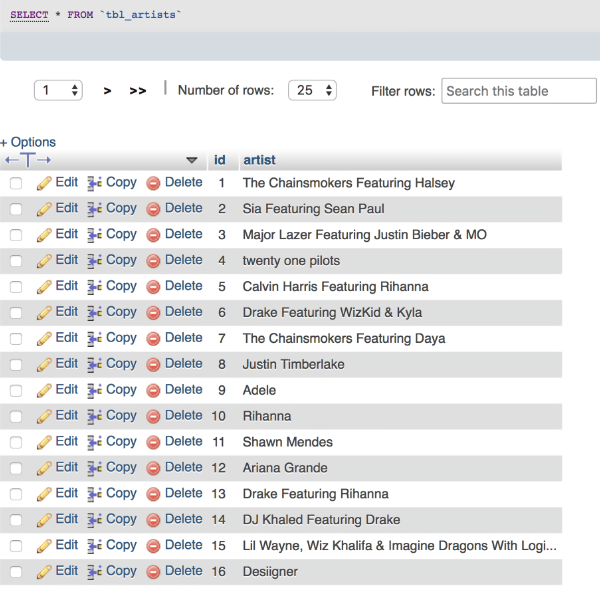 SELECT * FROM `tbl_artists`
1 > >> | Number of rows: 25 Filter rows: Search this table
+ Options
←T→ id artist
Edit Copy Delete 1 The Chainsmokers Featuring Halsey
Edit Copy Delete 2 Sia Featuring Sean Paul
Edit Copy Delete 3 Major Lazer Featuring Justin Bieber & MO
Edit Copy Delete 4 twenty one pilots
Edit Copy Delete 5 Calvin Harris Featuring Rihanna
Edit Copy Delete 6 Drake Featuring WizKid & Kyla
Edit Copy Delete 7 The Chainsmokers Featuring Daya
Edit Copy Delete 8 Justin Timberlake
Edit Copy Delete 9 Adele
Edit Copy Delete 10 Rihanna
Edit Copy Delete 11 Shawn Mendes
Edit Copy Delete 12 Ariana Grande
Edit Copy Delete 13 Drake Featuring Rihanna
Edit Copy Delete 14 DJ Khaled Featuring Drake
Edit Copy Delete 15 Lil Wayne, Wiz Khalifa & Imagine Dragons With Logi...
Edit Copy Delete 16 Desiigner